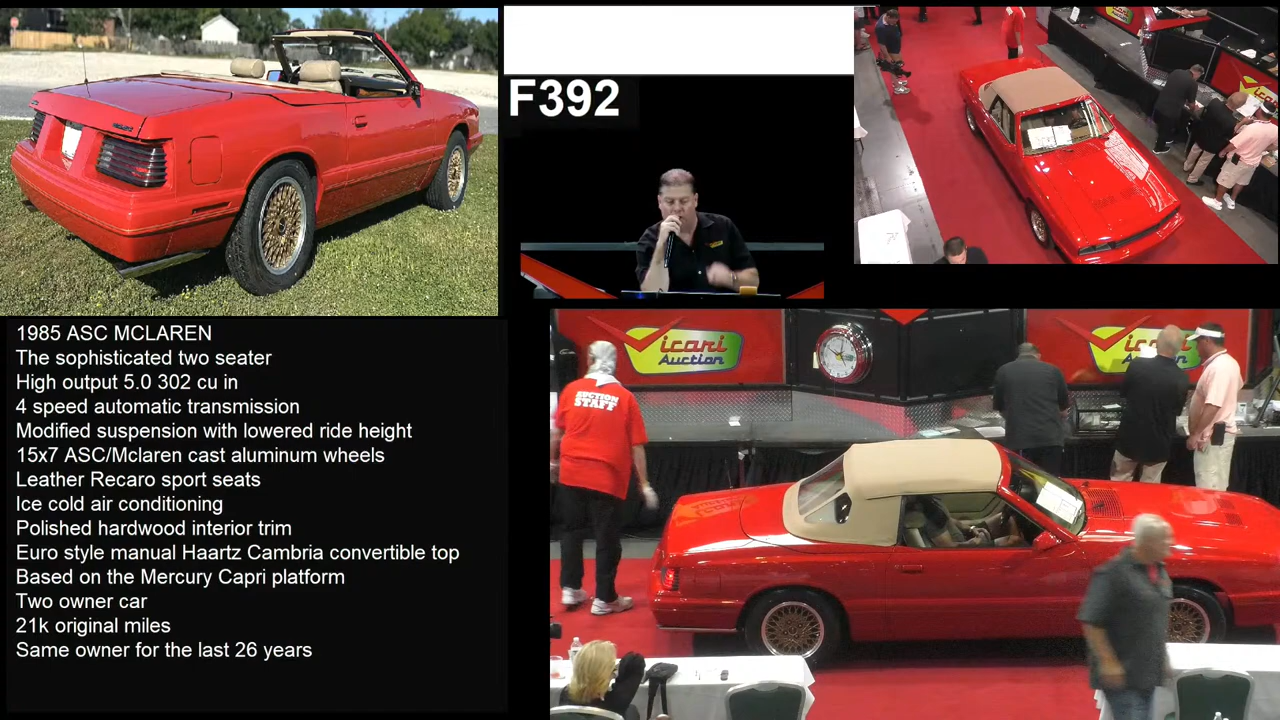 F392
1985 ASC MCLAREN
The sophisticated two seater
High output 5.0 302 cu in
4 speed automatic transmission
Modified suspension with lowered ride height
15x7 ASC/Mclaren cast aluminum wheels
Leather Recaro sport seats
Ice cold air conditioning
Polished hardwood interior trim
Euro style manual Haartz Cambria convertible top
Based on the Mercury Capri platform
Two owner car
21k original miles
Same owner for the last 26 years
Vicari
Auction
Auction
AUCTION
STAFF